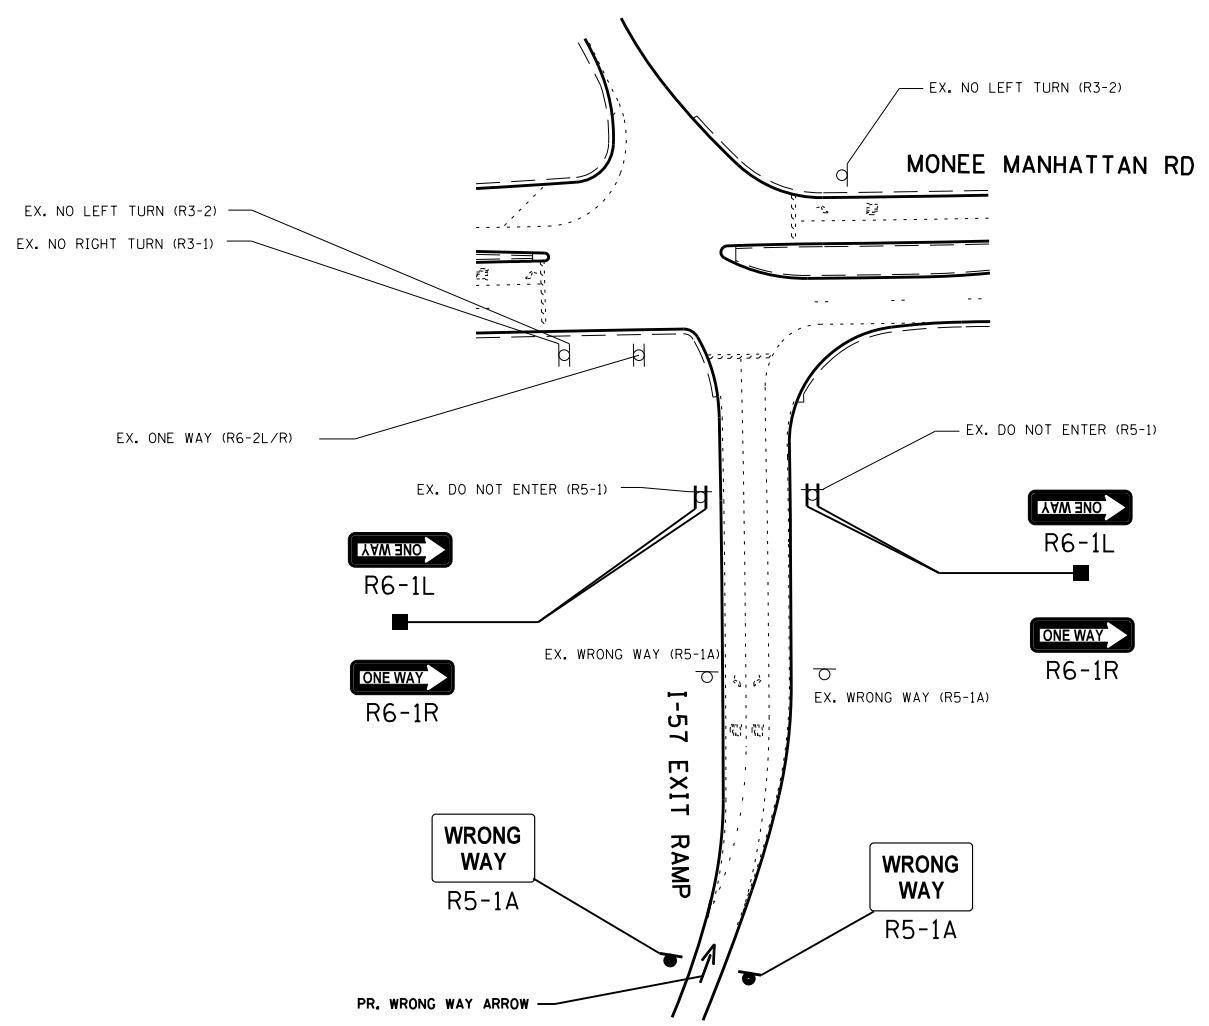 EX. NO LEFT TURN (R3-2)
MONEE MANHATTAN RD
EX. NO LEFT TURN (R3-2)
EX. NO RIGHT TURN (R3-1)
EX. ONE WAY (R6-2L/R)
EX. DO NOT ENTER (R5-1)
EX. DO NOT ENTER (R5-1)
ONE WAY
R6-1L
ONE WAY
R6-1L
ONE WAY
R6-1R
ONE WAY
R6-1R
EX. WRONG WAY (R5-1A)
EX. WRONG WAY (R5-1A)
I-57 EXIT RAMP
WRONG
WAY
R5-1A
WRONG
WAY
R5-1A
PR. WRONG WAY ARROW